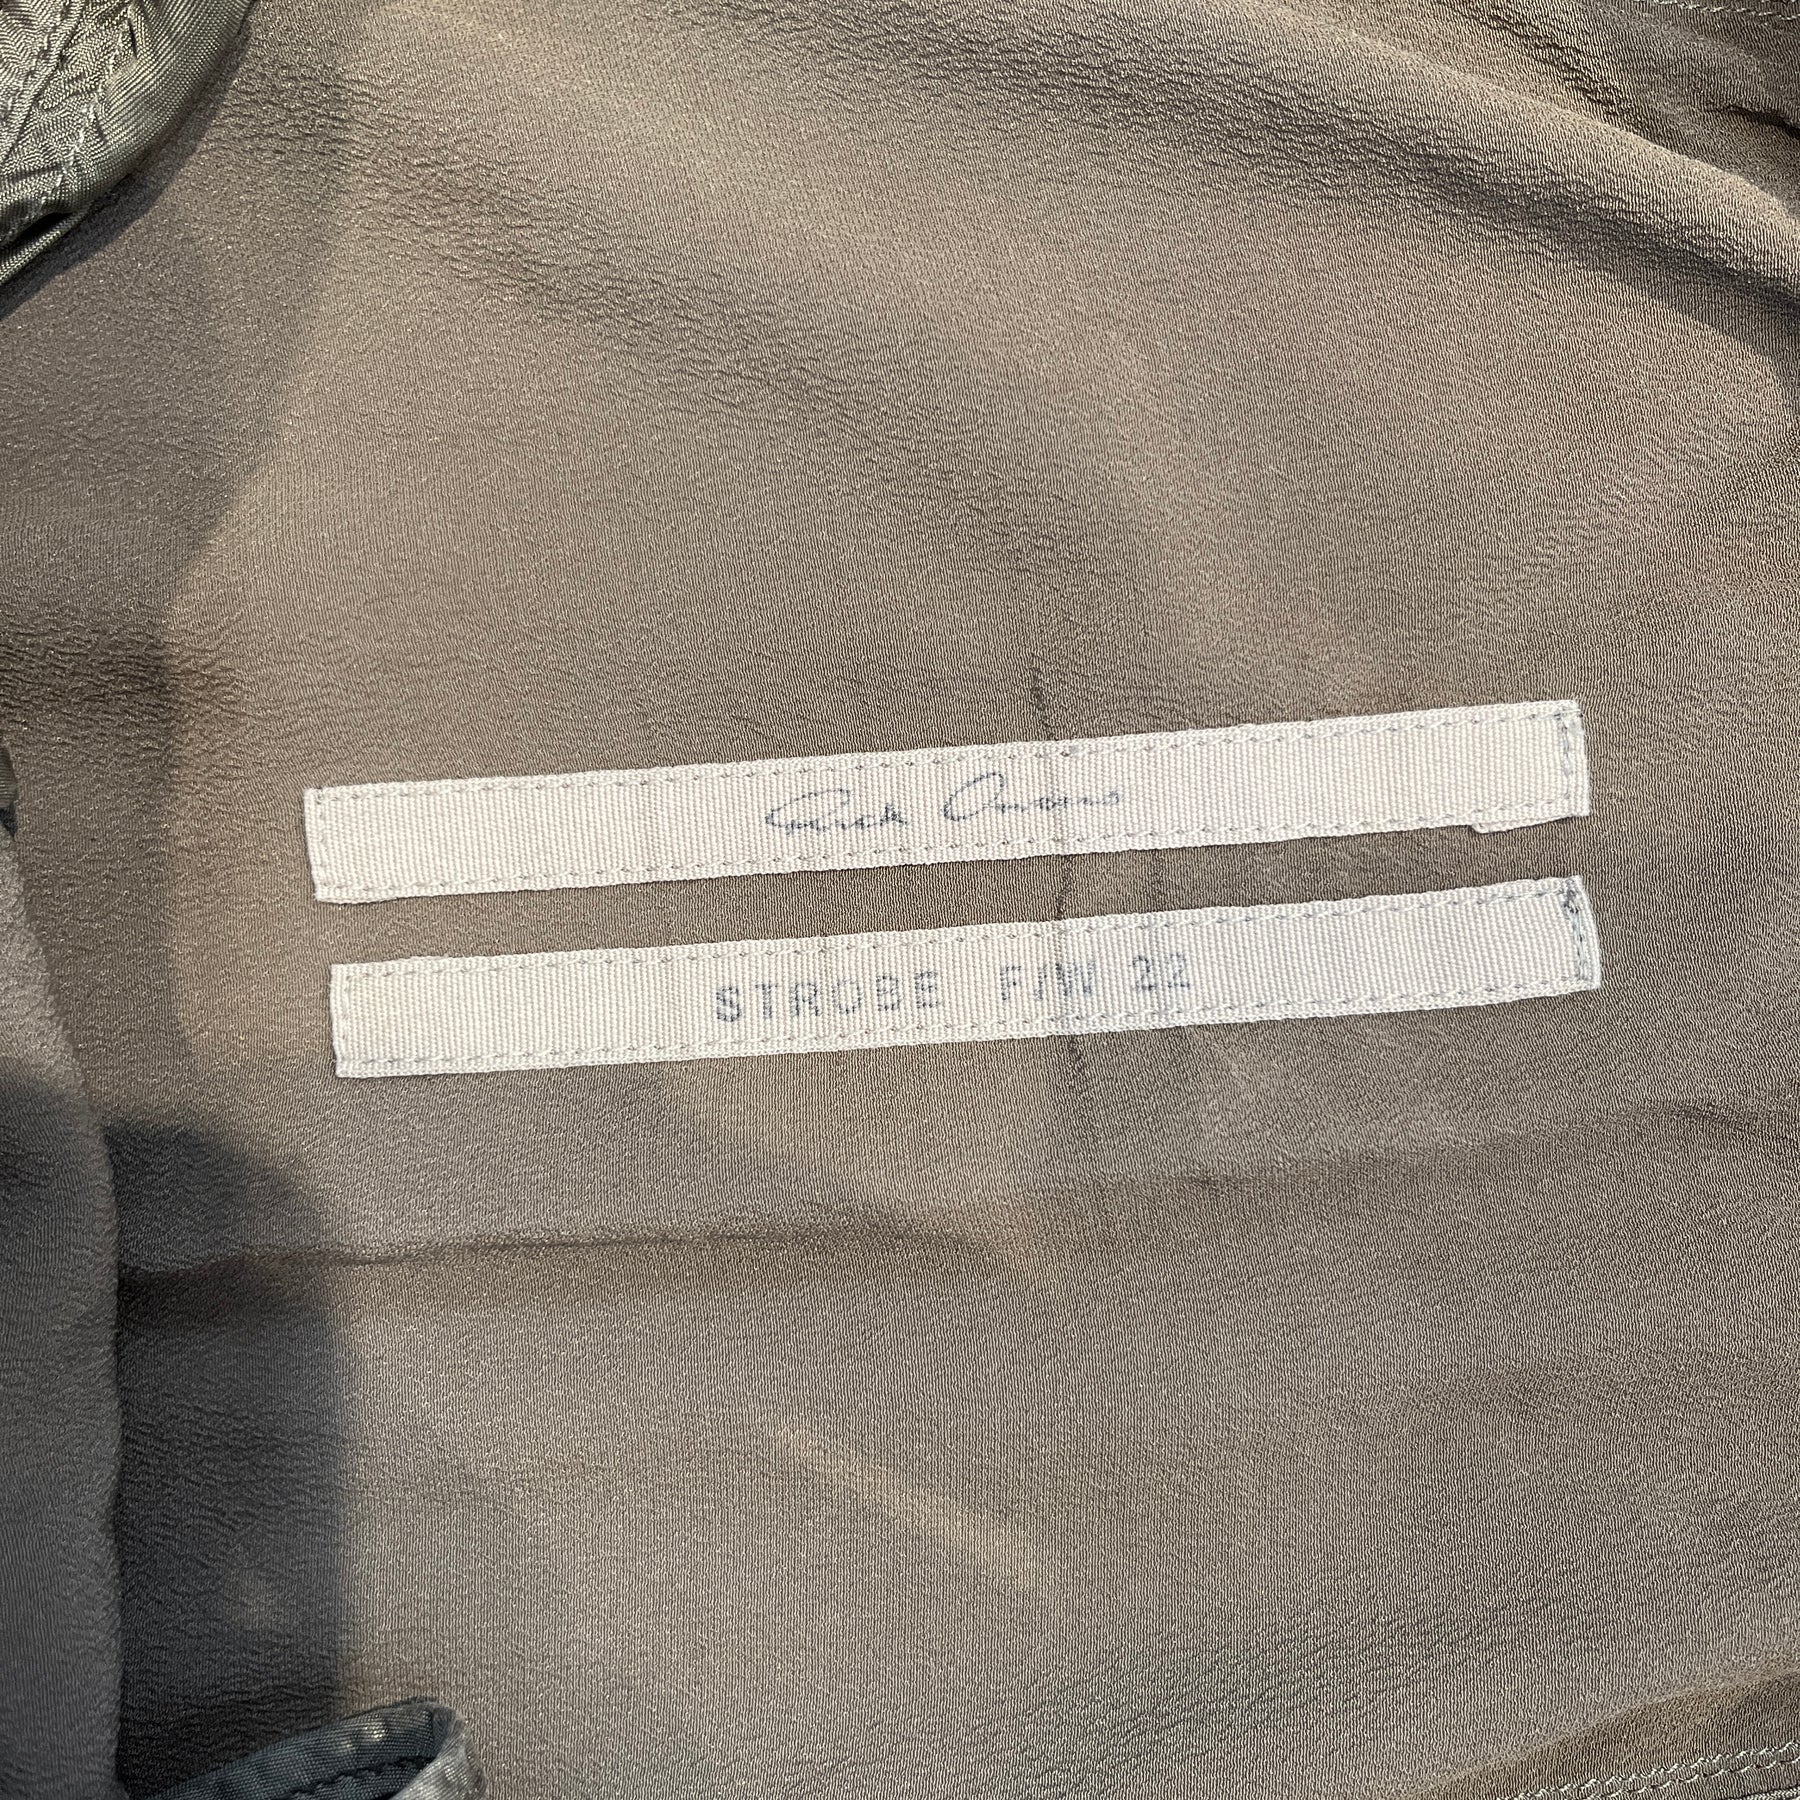 Rick Owens
STROBE F/W 22